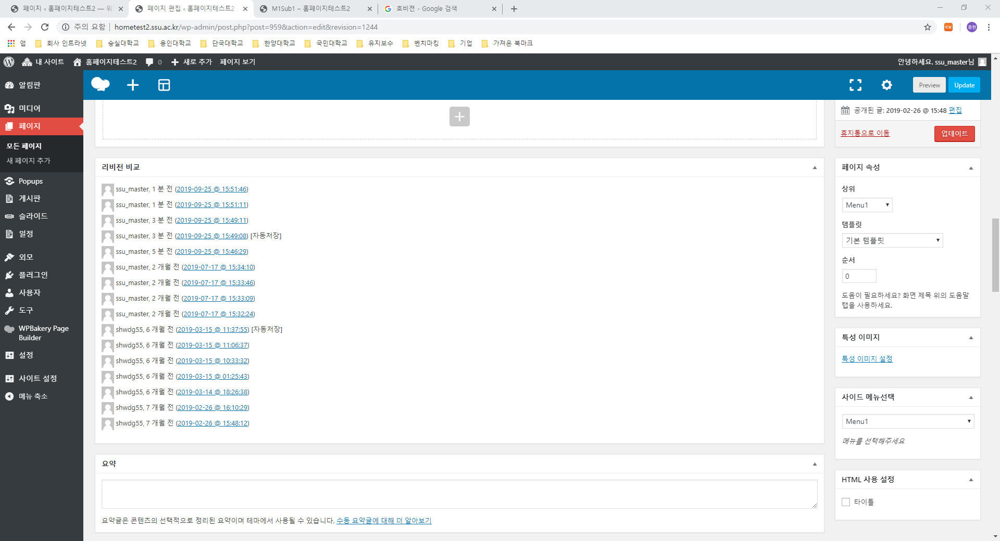 페이지 ‹ 홈페이지테스트2 — 워
페이지 편집 ‹ 홈페이지테스트2
M1Sub1 – 홈페이지테스트2
호비젼 - Google 검색
주의 요함
hometest2.ssu.ac.kr/wp-admin/post.php?post=959&action=edit&revision=1244
종현
앱
회사 인트라넷
숭실대학교
용인대학교
단국대학교
한양대학교
국민대학교
유지보수
벤치마킹
기업
가져온 북마크
내 사이트
홈페이지테스트2
0
새로 추가
페이지 보기
안녕하세요. ssu_master님
알림판
미디어
페이지
모든 페이지
새 페이지 추가
Popups
게시판
슬라이드
일정
외모
플러그인
사용자
도구
WPBakery Page
Builder
설정
사이트 설정
메뉴 축소
Preview
Update
리비전 비교
ssu_master, 1 분 전 (2019-09-25 @ 15:51:46)
ssu_master, 1 분 전 (2019-09-25 @ 15:51:11)
ssu_master, 3 분 전 (2019-09-25 @ 15:49:11)
ssu_master, 3 분 전 (2019-09-25 @ 15:49:08) [자동저장]
ssu_master, 5 분 전 (2019-09-25 @ 15:46:29)
ssu_master, 2 개월 전 (2019-07-17 @ 15:34:10)
ssu_master, 2 개월 전 (2019-07-17 @ 15:33:46)
ssu_master, 2 개월 전 (2019-07-17 @ 15:33:09)
ssu_master, 2 개월 전 (2019-07-17 @ 15:32:24)
shwdg55, 6 개월 전 (2019-03-15 @ 11:37:55) [자동저장]
shwdg55, 6 개월 전 (2019-03-15 @ 11:06:37)
shwdg55, 6 개월 전 (2019-03-15 @ 10:33:32)
shwdg55, 6 개월 전 (2019-03-15 @ 01:25:43)
shwdg55, 6 개월 전 (2019-03-14 @ 18:26:38)
shwdg55, 7 개월 전 (2019-02-26 @ 16:10:29)
shwdg55, 7 개월 전 (2019-02-26 @ 15:48:12)
요약
요약글은 콘텐츠의 선택적으로 정리된 요약이며 테마에서 사용될 수 있습니다. 수동 요약글에 대해 더 알아보기
공개된 글: 2019-02-26 @ 15:48 편집
휴지통으로 이동
업데이트
페이지 속성
상위
Menu1
템플릿
기본 템플릿
순서
0
도움이 필요하세요? 화면 제목 위의 도움말
탭을 사용하세요.
특성 이미지
특성 이미지 설정
사이드 메뉴선택
Menu1
메뉴를 선택해주세요
HTML 사용 설정
타이틀